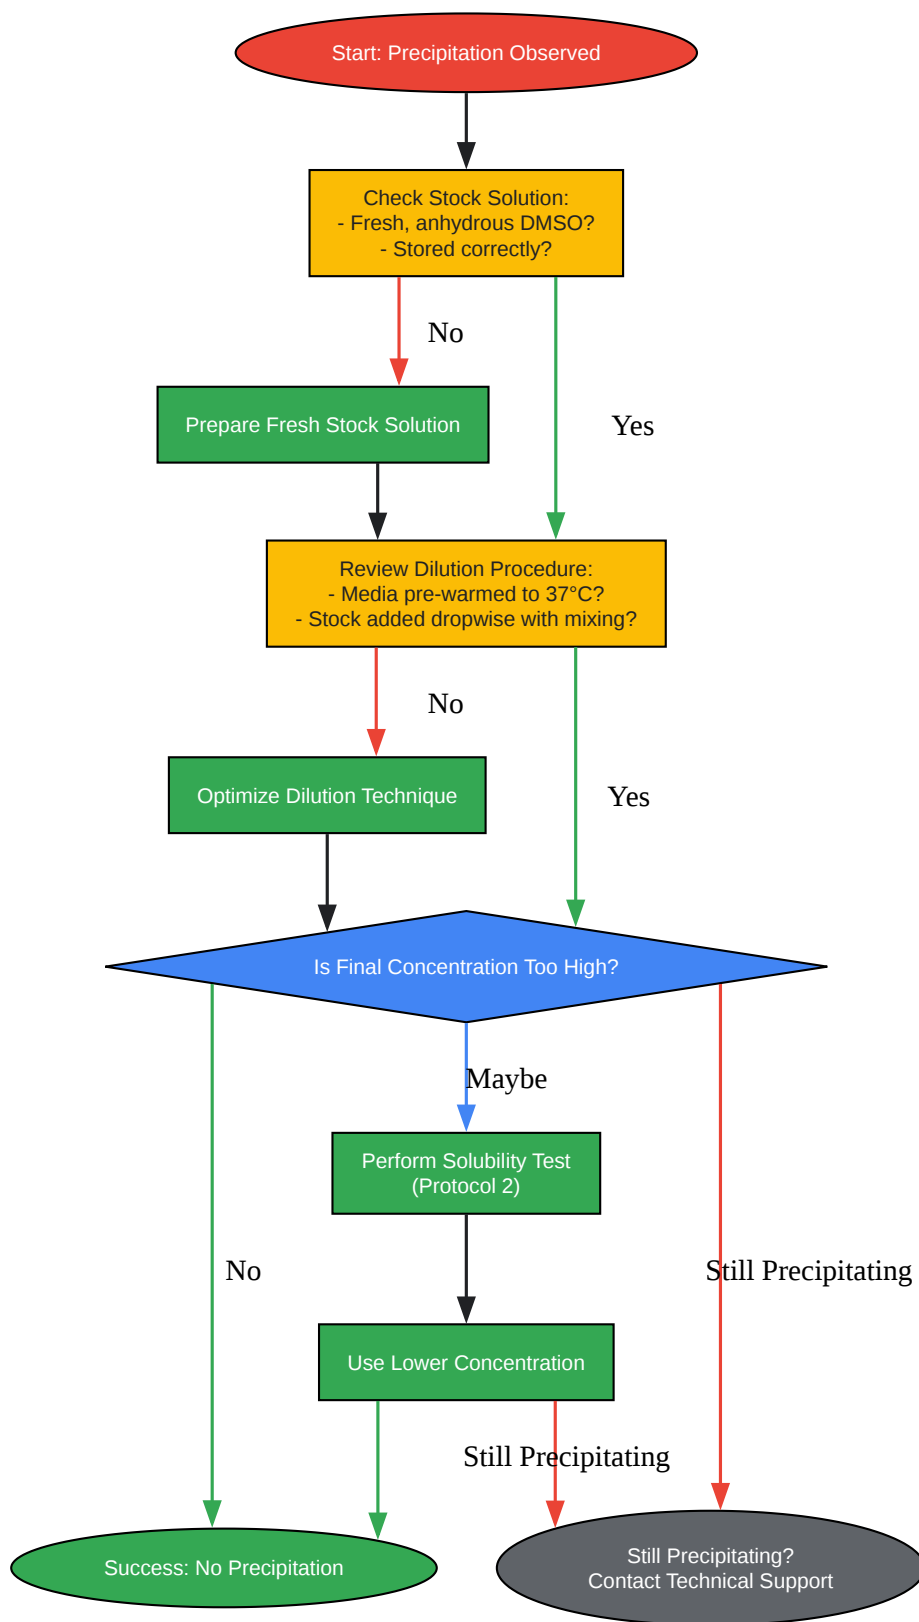 Start: Precipitation Observed
Check Stock Solution:
- Fresh, anhydrous DMSO?
- Stored correctly?
No
Yes
Prepare Fresh Stock Solution
Review Dilution Procedure:
- Media pre-warmed to 37°C?
- Stock added dropwise with mixing?
No
Yes
Optimize Dilution Technique
Is Final Concentration Too High?
Maybe
Perform Solubility Test
(Protocol 2)
No
Still Precipitating
Use Lower Concentration
Still Precipitating
Success: No Precipitation
Still Precipitating?
Contact Technical Support